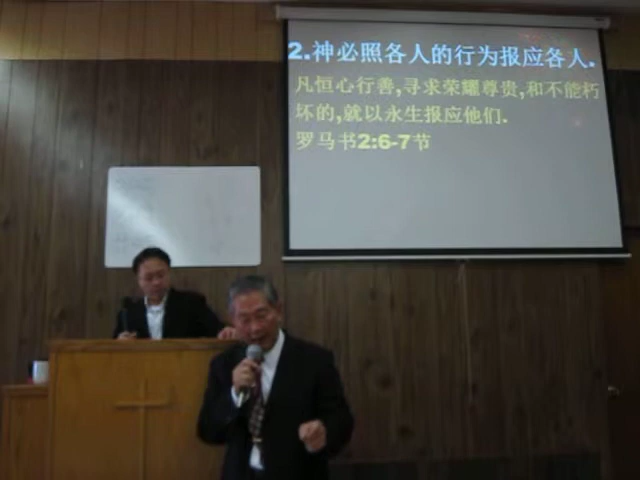 2.神必照各人的行为报应各人.
凡恒心行善,寻求荣耀尊贵,和不能朽
坏的,就以永生报应他们.
罗马书2:6-7节